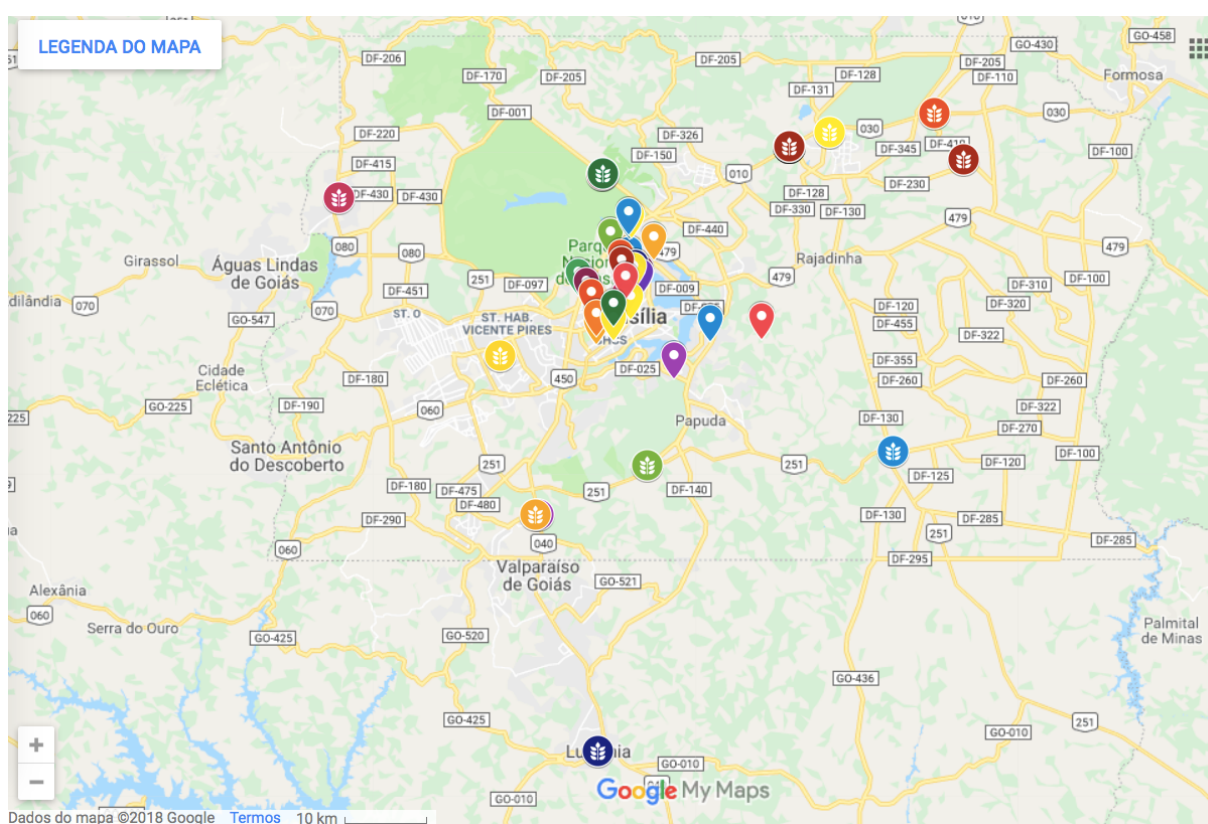 LEGENDA DO MAPA
GO-458
GO-430
DF-206
DF-205
DF-205
DF-170
DF-205
DF-128
DF-110
Formosa
DF-131
DF-001
030
030
DF-220
DF-326
DF-345
DF-150
DF-100
DF-415
010
DF-230
DF-430
DF-430
DF-128
DF-330
DF-130
479
DF-440
080
080
479
479
Girassol
Águas Lindas
de Goiás
Rajadinha
251
DF-097
479
DF-100
DF-009
DF-310
DF-451
070
070
DF-120
DF-320
ST. O
ST. HAB.
VICENTE PIRES
GO-547
DF-455
DF-322
DF-355
Cidade
Eclética
DF-025
DF-180
450
DF-260
DF-260
GO-225
DF-190
060
DF-322
225
Papuda
DF-130
DF-270
Santo Antônio
do Descoberto
DF-100
251
251
DF-120
DF-125
DF-180
DF-475
251
DF-140
DF-480
DF-290
DF-130
DF-285
251
040
DF-285
060
DF-295
Valparaíso
de Goiás
GO-521
Alexânia
060
Serra do Ouro
GO-425
GO-520
Palmital
de Minas
GO-436
GO-425
251
GO-010
GO-010
GO-010
Google My Maps
Dados do mapa ©2018 Google Termos 10 km